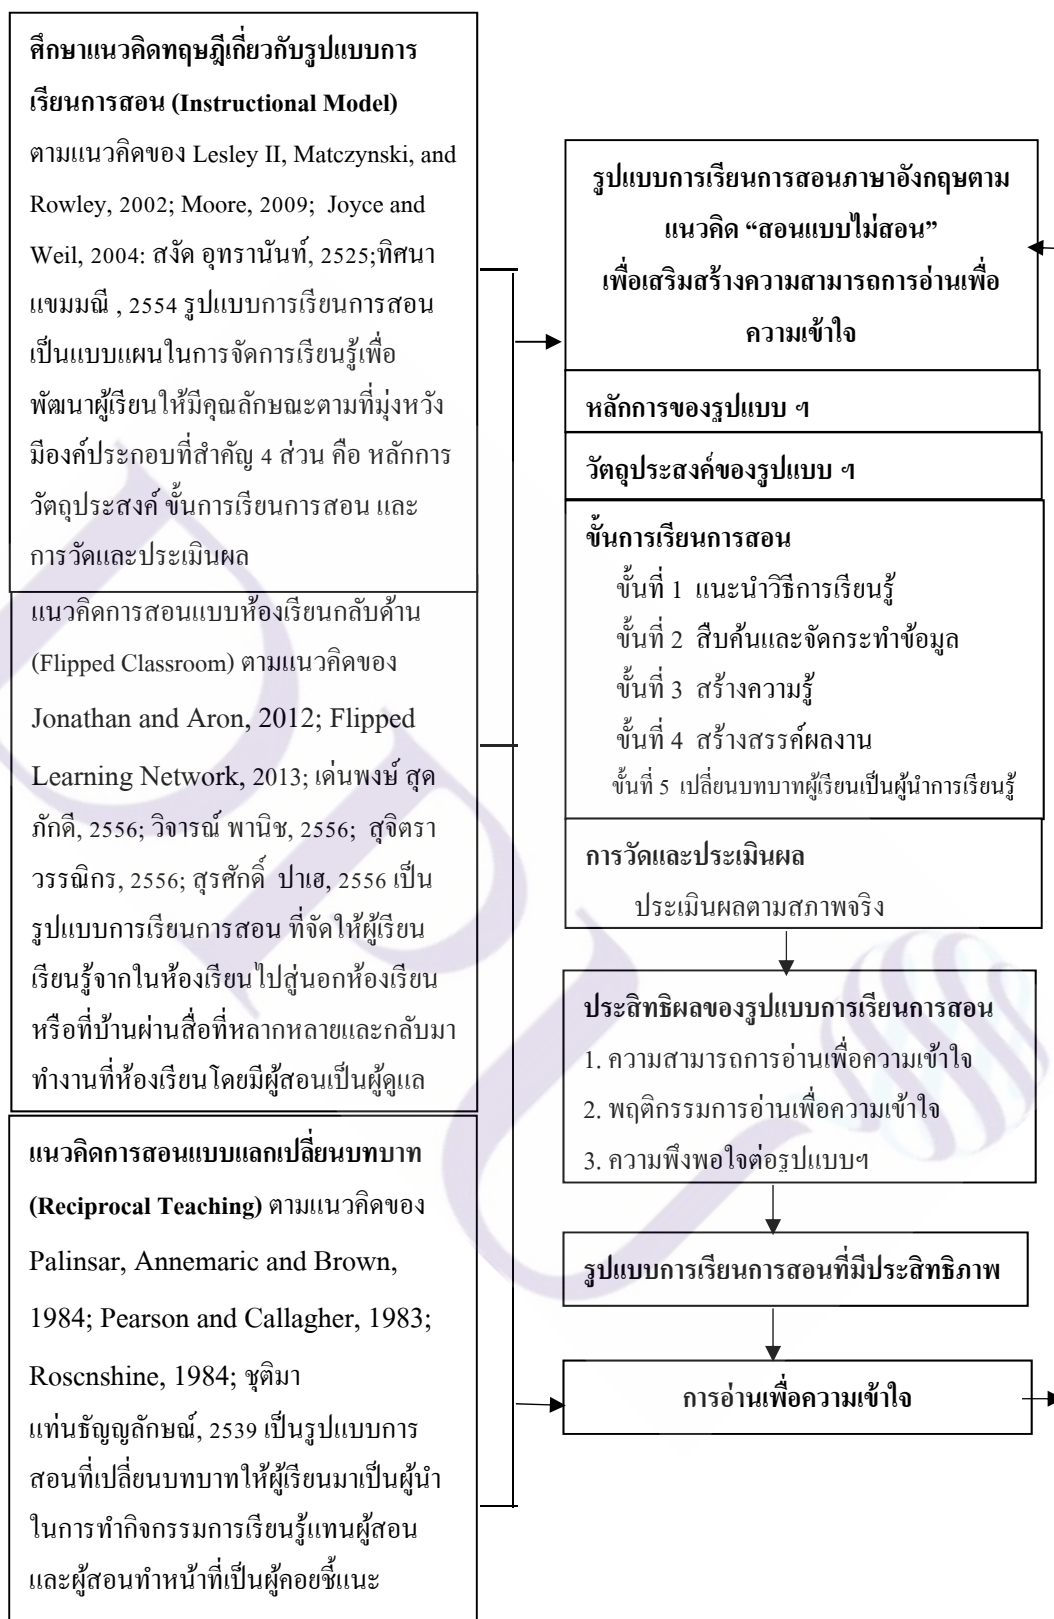 ศึกษาแนวคิดทฤษฎีเกี่ยวกับรูปแบบการ
เรียนการสอน (Instructional Model)
ตามแนวคิดของ Lesley II, Matczynski, and
Rowley, 2002; Moore, 2009; Joyce and
Weil, 2004: สงัด อุทรานันท์, 2525;ทิศนา
แขมมณี , 2554 รูปแบบการเรียนการสอน
เป็นแบบแผนในการจัดการเรียนรู้เพื่อ
พัฒนาผู้เรียนให้มีคุณลักษณะตามที่มุ่งหวัง
มีองค์ประกอบที่สำคัญ 4 ส่วน คือ หลักการ
วัตถุประสงค์ ขั้นการเรียนการสอน และ
การวัดและประเมินผล
แนวคิดการสอนแบบห้องเรียนกลับด้าน
(Flipped Classroom) ตามแนวคิดของ
Jonathan and Aron, 2012; Flipped
Learning Network, 2013; เด่นพงษ์ สุด
ภักดี, 2556; วิจารณ์ พานิช, 2556; สุจิตรา
วรรณิกร, 2556; สุรศักดิ์ ปาเฮ, 2556 เป็น
รูปแบบการเรียนการสอน ที่จัดให้ผู้เรียน
เรียนรู้จากในห้องเรียนไปสู่นอกห้องเรียน
หรือที่บ้านผ่านสื่อที่หลากหลายและกลับมา
ทำงานที่ห้องเรียนโดยมีผู้สอนเป็นผู้ดูแล
แนวคิดการสอนแบบแลกเปลี่ยนบทบาท
(Reciprocal Teaching) ตามแนวคิดของ
Palinsar, Annemaric and Brown,
1984; Pearson and Callagher, 1983;
Roscnshine, 1984; ชุติมา
แท่นธัญญลักษณ์, 2539 เป็นรูปแบบการ
สอนที่เปลี่ยนบทบาทให้ผู้เรียนมาเป็นผู้นำ
ในการทำกิจกรรมการเรียนรู้แทนผู้สอน
และผู้สอนทำหน้าที่เป็นผู้คอยชี้แนะ
รูปแบบการเรียนการสอนภาษาอังกฤษตาม
แนวคิด “สอนแบบไม่สอน”
เพื่อเสริมสร้างความสามารถการอ่านเพื่อ
ความเข้าใจ
หลักการของรูปแบบ ฯ
วัตถุประสงค์ของรูปแบบ ฯ
ขั้นการเรียนการสอน
ขั้นที่ 1 แนะนำวิธีการเรียนรู้
ขั้นที่ 2 สืบค้นและจัดกระทำข้อมูล
ขั้นที่ 3 สร้างความรู้
ขั้นที่ 4 สร้างสรรค์ผลงาน
ขั้นที่ 5 เปลี่ยนบทบาทผู้เรียนเป็นผู้นำการเรียนรู้
การวัดและประเมินผล
ประเมินผลตามสภาพจริง
ประสิทธิผลของรูปแบบการเรียนการสอน
1. ความสามารถการอ่านเพื่อความเข้าใจ
2. พฤติกรรมการอ่านเพื่อความเข้าใจ
3. ความพึงพอใจต่อรูปแบบฯ
รูปแบบการเรียนการสอนที่มีประสิทธิภาพ
การอ่านเพื่อความเข้าใจ